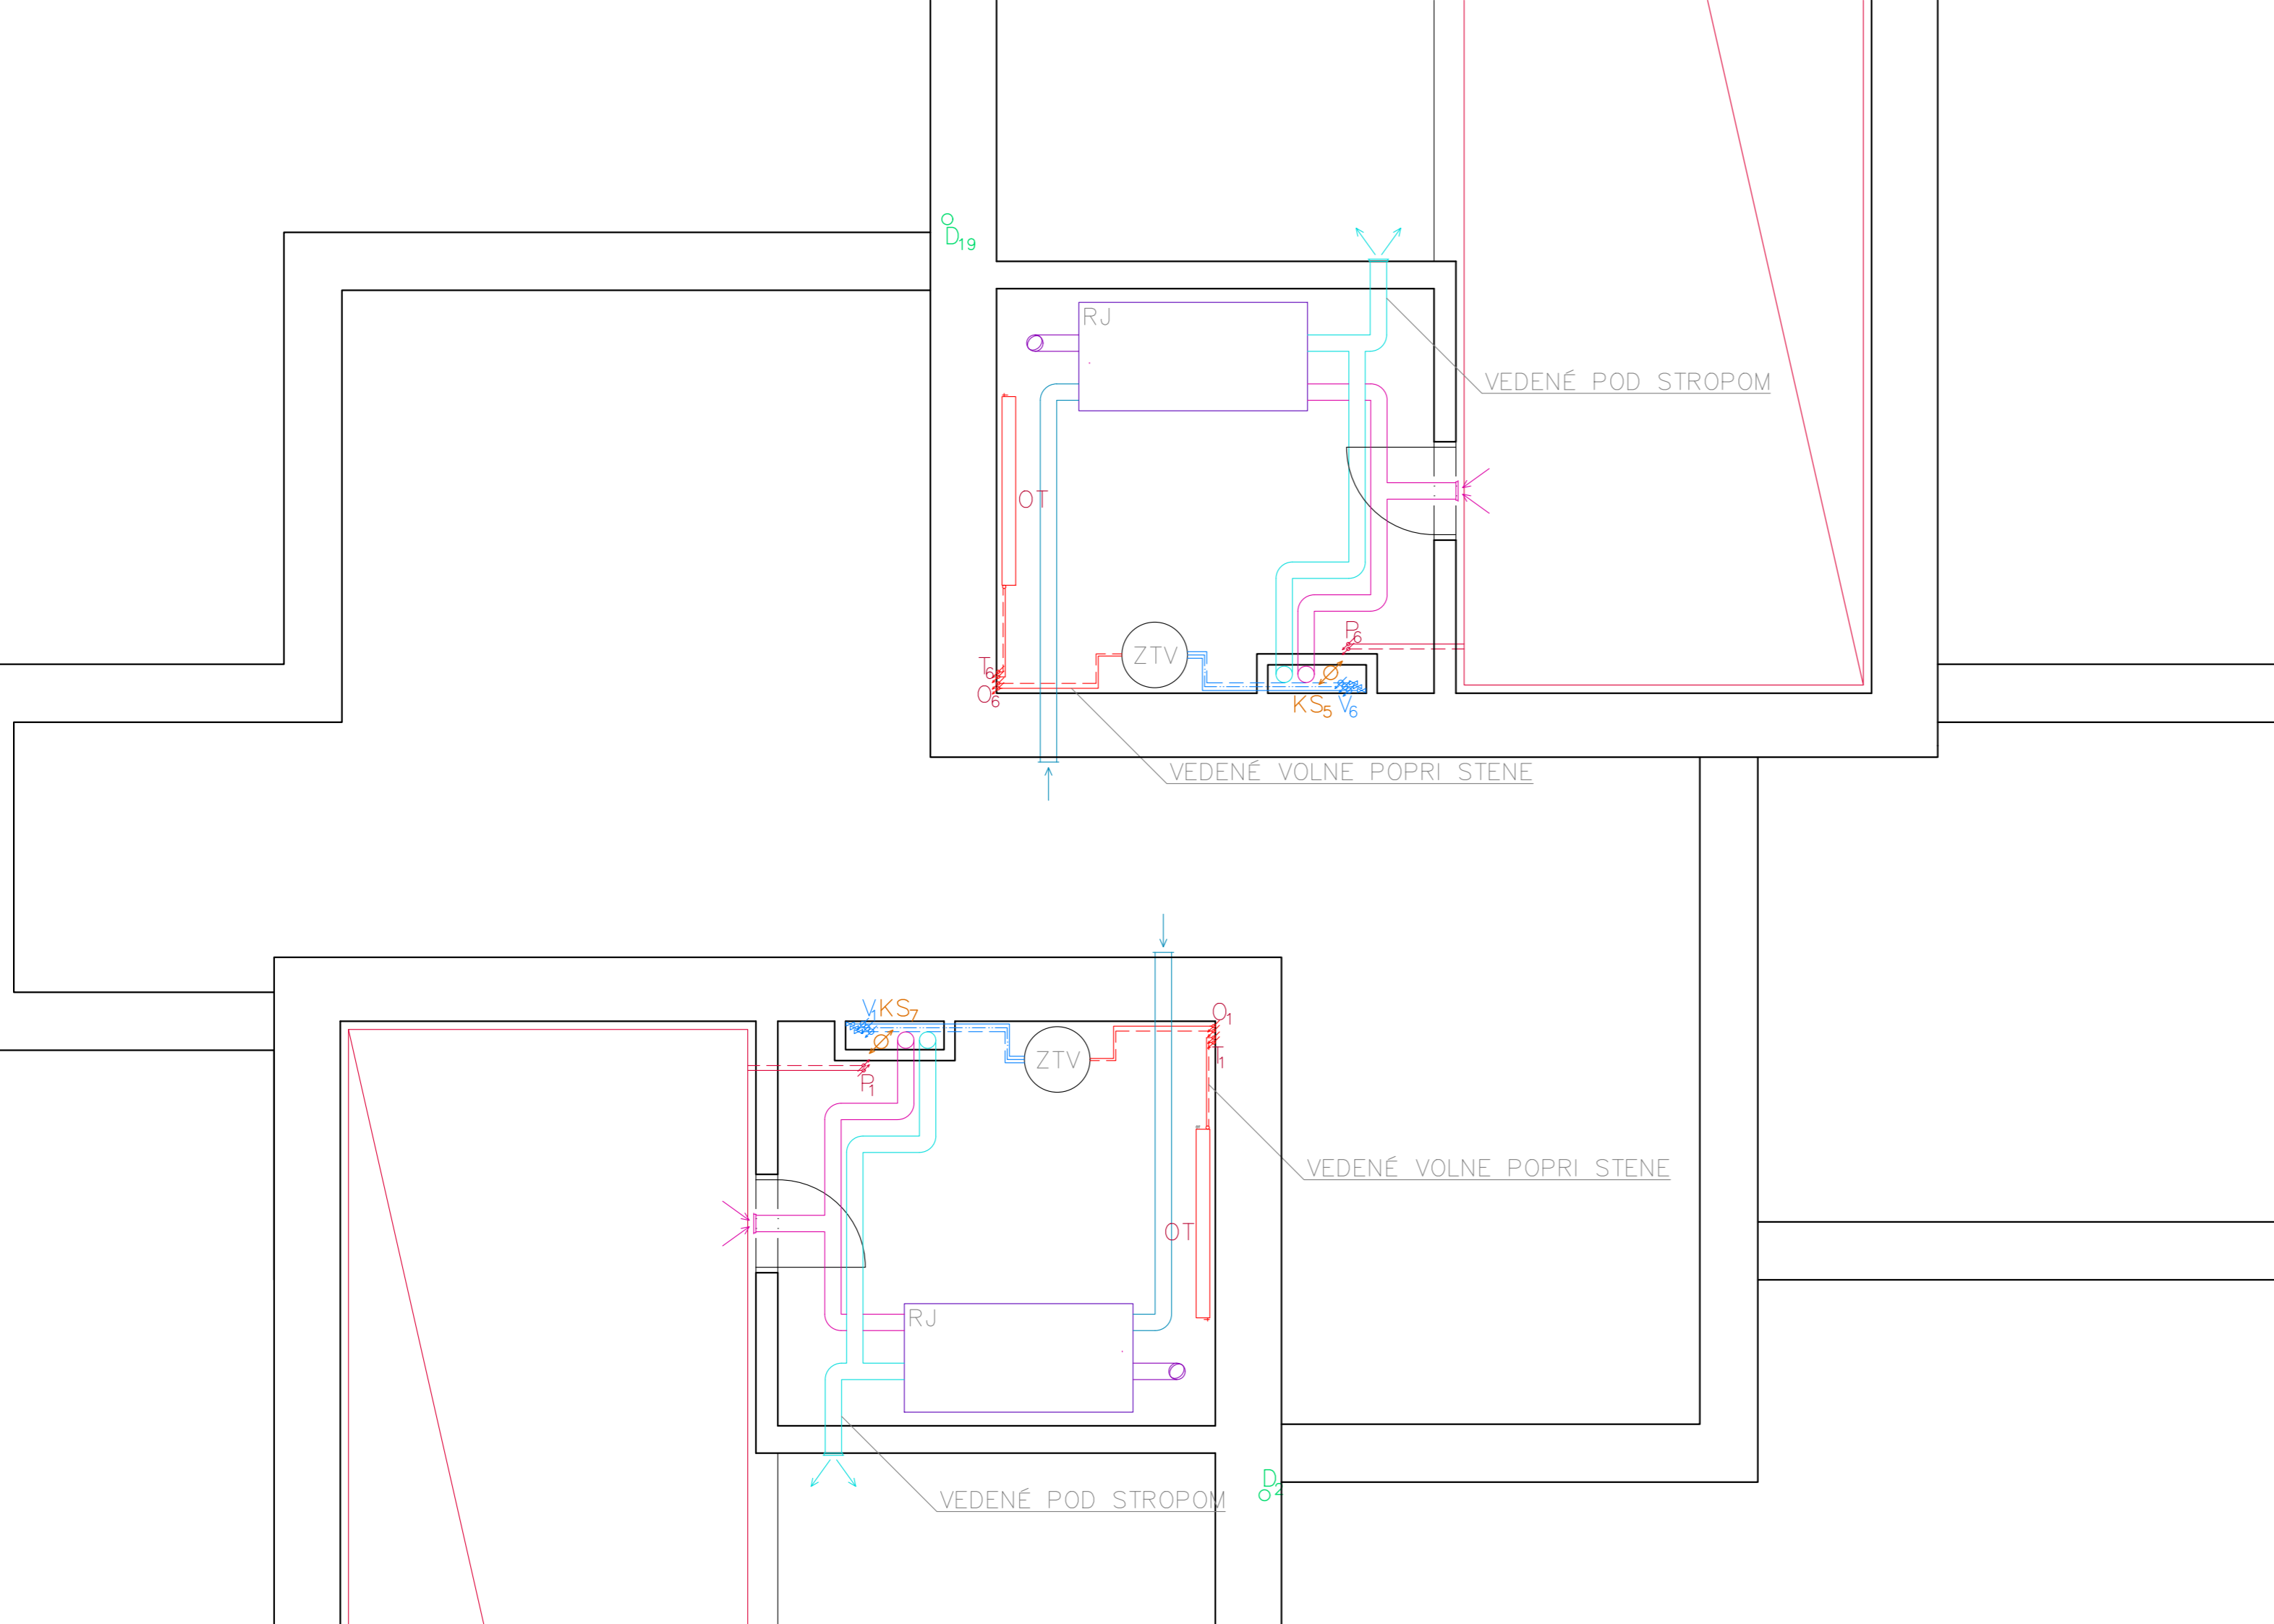 D19
RJ
VEDENÉ POD STROPOM
OT
P6
ZTV
T6
O6
KS5 V6
VEDENÉ VOLNE POPRI STENE
V1 KS7
O1
ZTV
T1
P1
VEDENÉ VOLNE POPRI STENE
OT
RJ
D2
VEDENÉ POD STROPOM